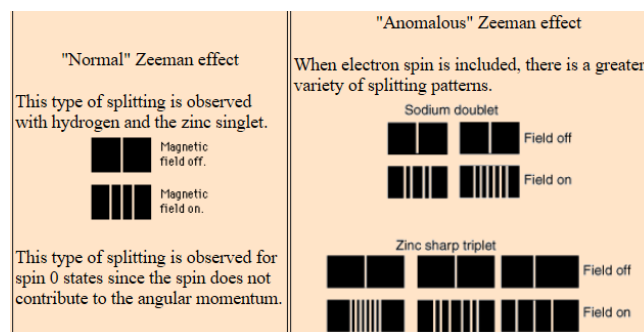 "Normal" Zeeman effect
This type of splitting is observed
with hydrogen and the zinc singlet.
Magnetic
field off.
Magnetic
field on.
This type of splitting is observed for
spin 0 states since the spin does not
contribute to the angular momentum.
"Anomalous" Zeeman effect
When electron spin is included, there is a greater
variety of splitting patterns.
Sodium doublet
Field off
Field on
Zinc sharp triplet
Field off
Field on